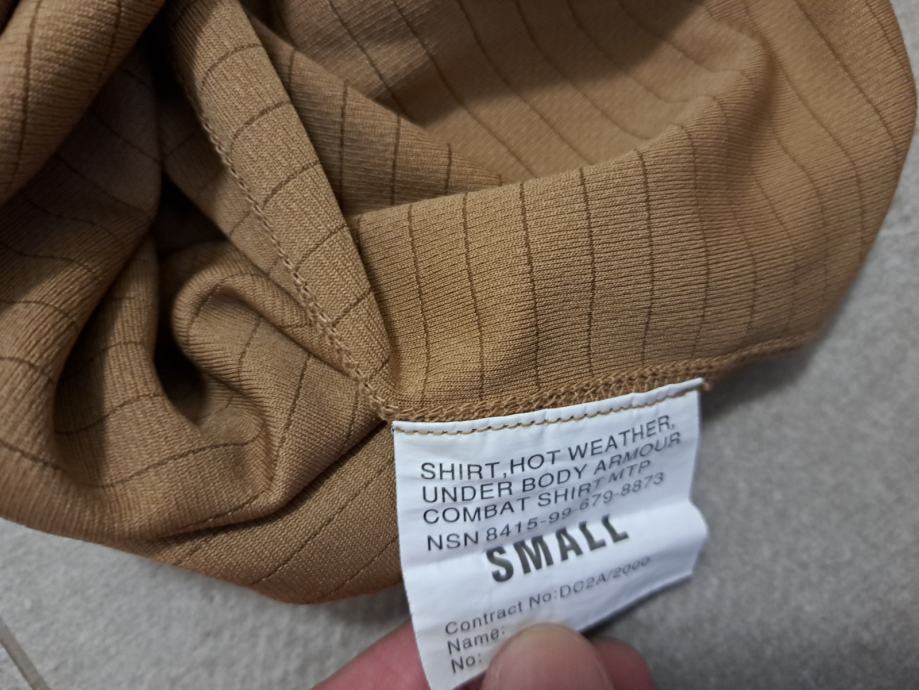 SHIRT,HOT WEATHER,
UNDER BODY ARMOUR
COMBAT SHIRT MTP
NSN 8415-99-679-8873
SMALL
Contract No:DC2A/2000
Name:
No: